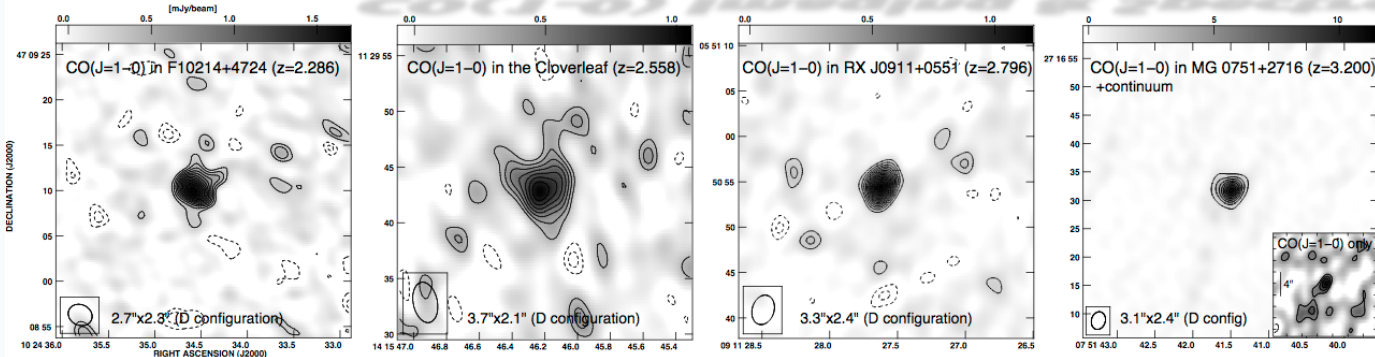 [mJy/beam]
0.0 0.5 1.0 1.5
47 09 25
20
15
10
05
00
08 55
DECLINATION (J2000)
CO(J=1–0) in F10214+4724 (z=2.286)
2.7"x2.3" (D configuration)
10 24 36.0 35.5 35.0 34.5 34.0 33.5 33.0
RIGHT ASCENSION (J2000)
0.0 0.5 1.0
11 29 55
50
45
40
35
30
CO(J=1–0) in the Cloverleaf (z=2.558)
3.7"x2.1" (D configuration)
14 15 47.0 46.8 46.6 46.4 46.2 46.0 45.8 45.6 45.4
0.0 0.5 1.0
05 51 10
05
00
50 55
50
45
40
CO(J=1–0) in RX J0911+0551 (z=2.796)
3.3"x2.4" (D configuration)
09 11 28.5 28.0 27.5 27.0 26.5
0 5 10
27 16 55
50
45
40
35
30
25
20
15
10
CO(J=1–0) in MG 0751+2716 (z=3.200)
+continuum
CO(J=1–0) only
4"
3.1"x2.4" (D config)
07 51 43.0 42.5 42.0 41.5 41.0 40.5 40.0